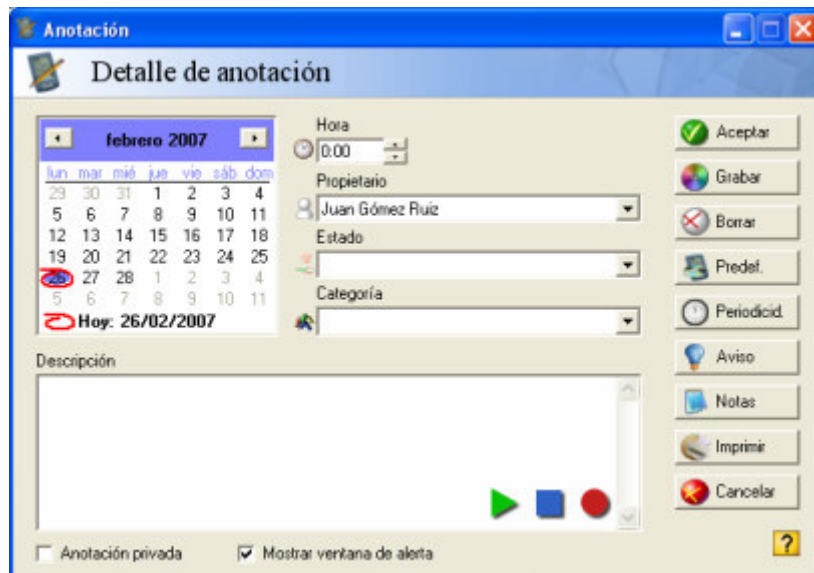 Anotación
Detalle de anotación
febrero 2007
lun mar mié jue vie sáb dom
29 30 31 1 2 3 4
5 6 7 8 9 10 11
12 13 14 15 16 17 18
19 20 21 22 23 24 25
26 27 28 1 2 3 4
5 6 7 8 9 10 11
Hoy: 26/02/2007
Hora
0:00
Propietario
Juan Gómez Ruiz
Estado
Categoría
Descripción
Anotación privada
Mostrar ventana de alerta
Aceptar
Grabar
Borrar
Predef.
Periodicid.
Aviso
Notas
Imprimir
Cancelar
?